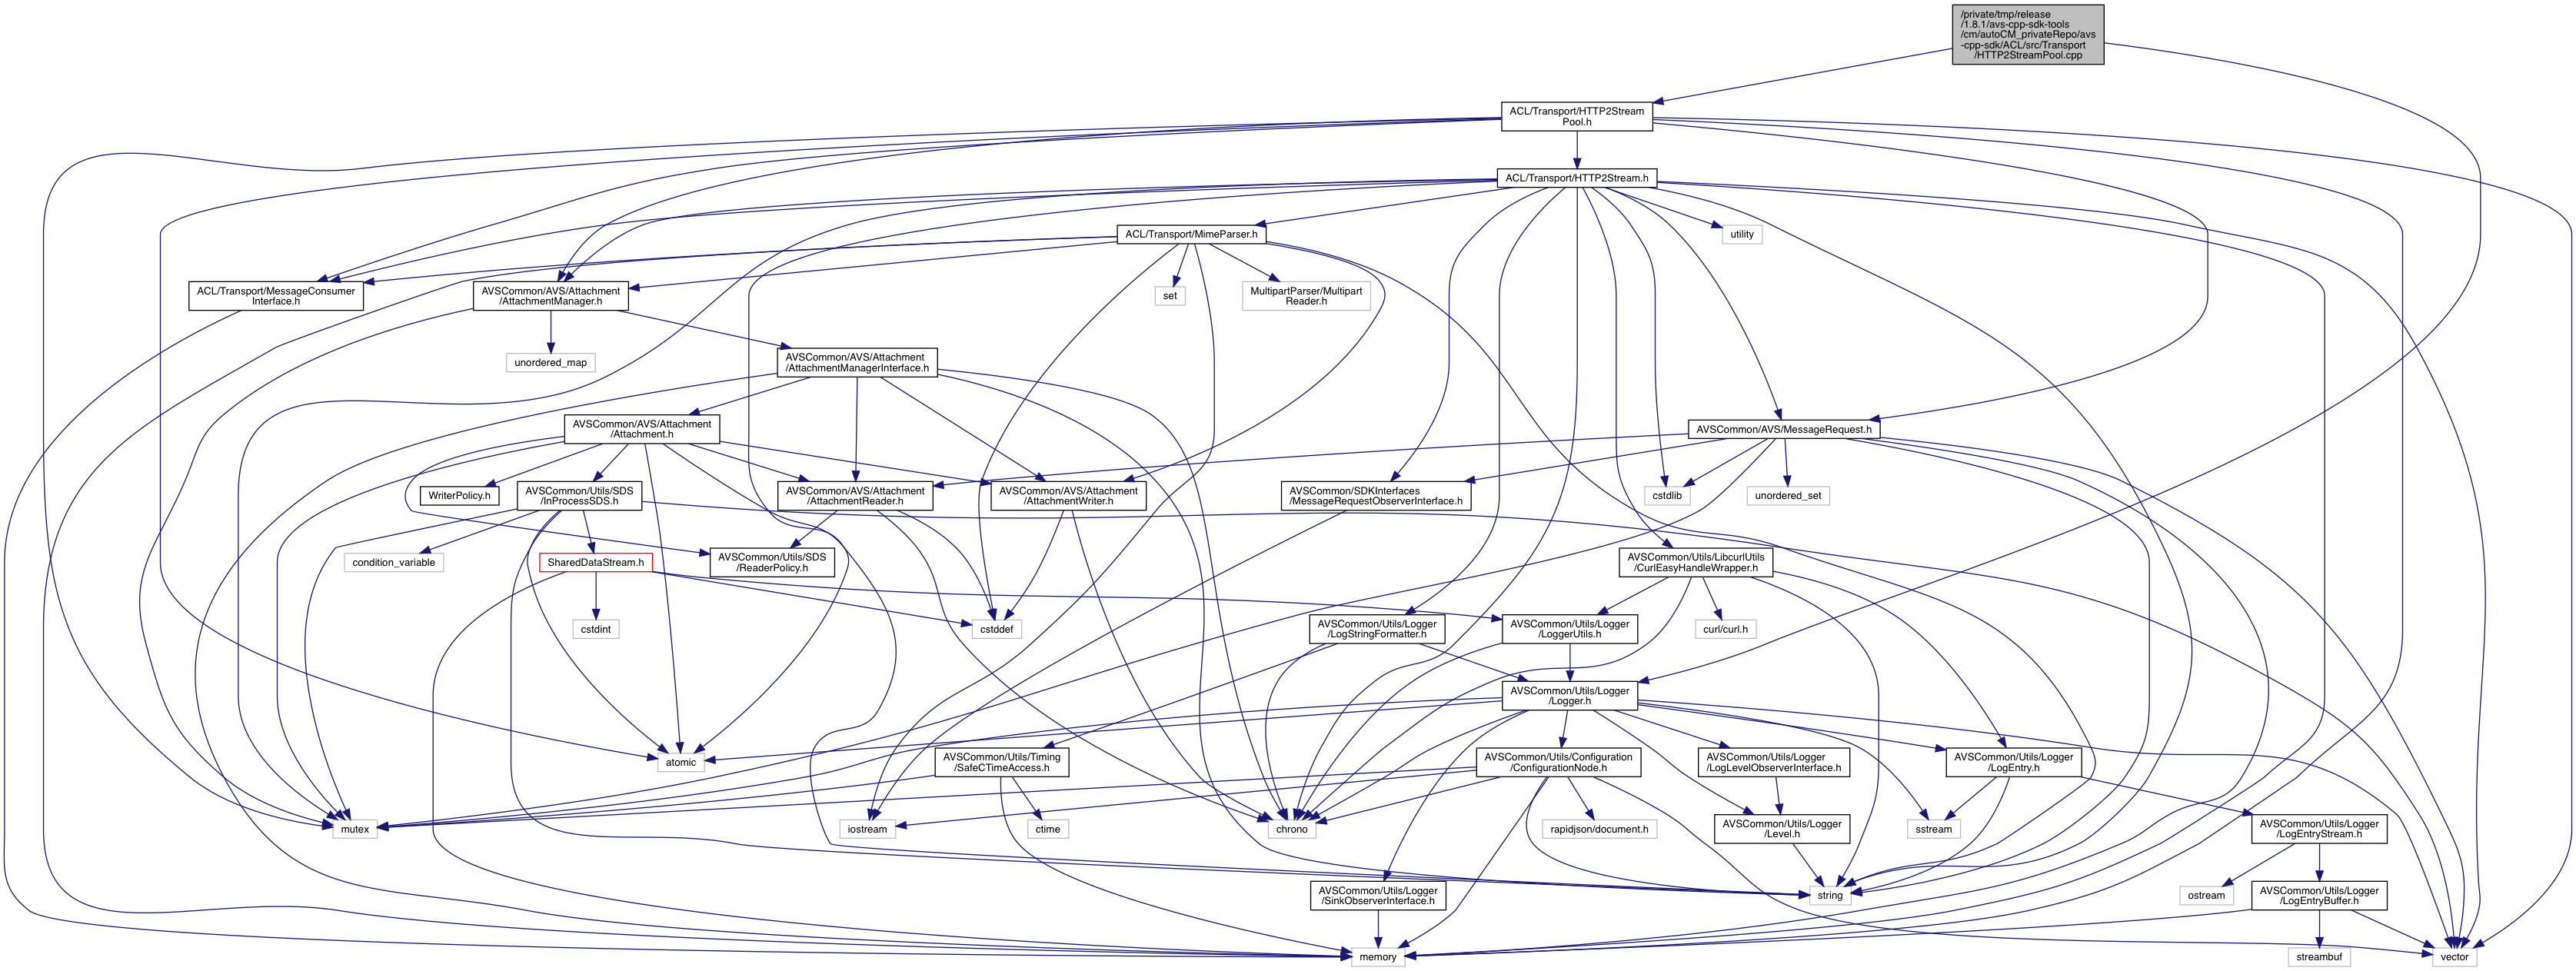 /private/tmp/release
/1.8.1/avs-cpp-sdk-tools
/cm/autoCM_privateRepo/avs
-cpp-sdk/ACL/src/Transport
/HTTP2StreamPool.cpp
ACL/Transport/HTTP2Stream
Pool.h
ACL/Transport/HTTP2Stream.h
ACL/Transport/MimeParser.h
utility
ACL/Transport/MessageConsumer
Interface.h
AVSCommon/AVS/Attachment
/AttachmentManager.h
set
MultipartParser/Multipart
Reader.h
unordered_map
AVSCommon/AVS/Attachment
/AttachmentManagerInterface.h
AVSCommon/AVS/Attachment
/Attachment.h
AVSCommon/AVS/MessageRequest.h
WriterPolicy.h
AVSCommon/Utils/SDS
/InProcessSDS.h
AVSCommon/AVS/Attachment
/AttachmentReader.h
AVSCommon/AVS/Attachment
/AttachmentWriter.h
AVSCommon/SDKInterfaces
/MessageRequestObserverInterface.h
cstdlib
unordered_set
condition_variable
SharedDataStream.h
AVSCommon/Utils/SDS
/ReaderPolicy.h
AVSCommon/Utils/LibcurlUtils
/CurlEasyHandleWrapper.h
cstdint
cstddef
AVSCommon/Utils/Logger
/LogStringFormatter.h
AVSCommon/Utils/Logger
/LoggerUtils.h
curl/curl.h
AVSCommon/Utils/Logger
/Logger.h
atomic
AVSCommon/Utils/Timing
/SafeCTimeAccess.h
AVSCommon/Utils/Configuration
/ConfigurationNode.h
AVSCommon/Utils/Logger
/LogLevelObserverInterface.h
AVSCommon/Utils/Logger
/LogEntry.h
mutex
iostream
ctime
chrono
rapidjson/document.h
AVSCommon/Utils/Logger
/Level.h
sstream
AVSCommon/Utils/Logger
/LogEntryStream.h
AVSCommon/Utils/Logger
/SinkObserverInterface.h
string
ostream
AVSCommon/Utils/Logger
/LogEntryBuffer.h
memory
streambuf
vector